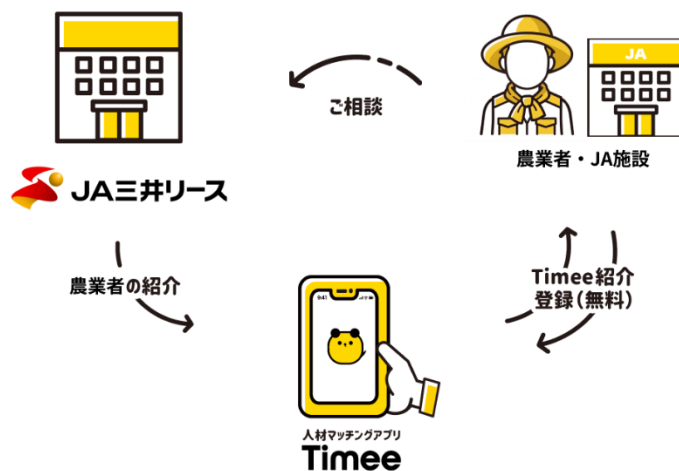 JA
ご相談
農業者・JA施設
JA三井リース
農業者の紹介
Timee紹介
登録(無料)
9:41
人材マッチングアプリ
Timee